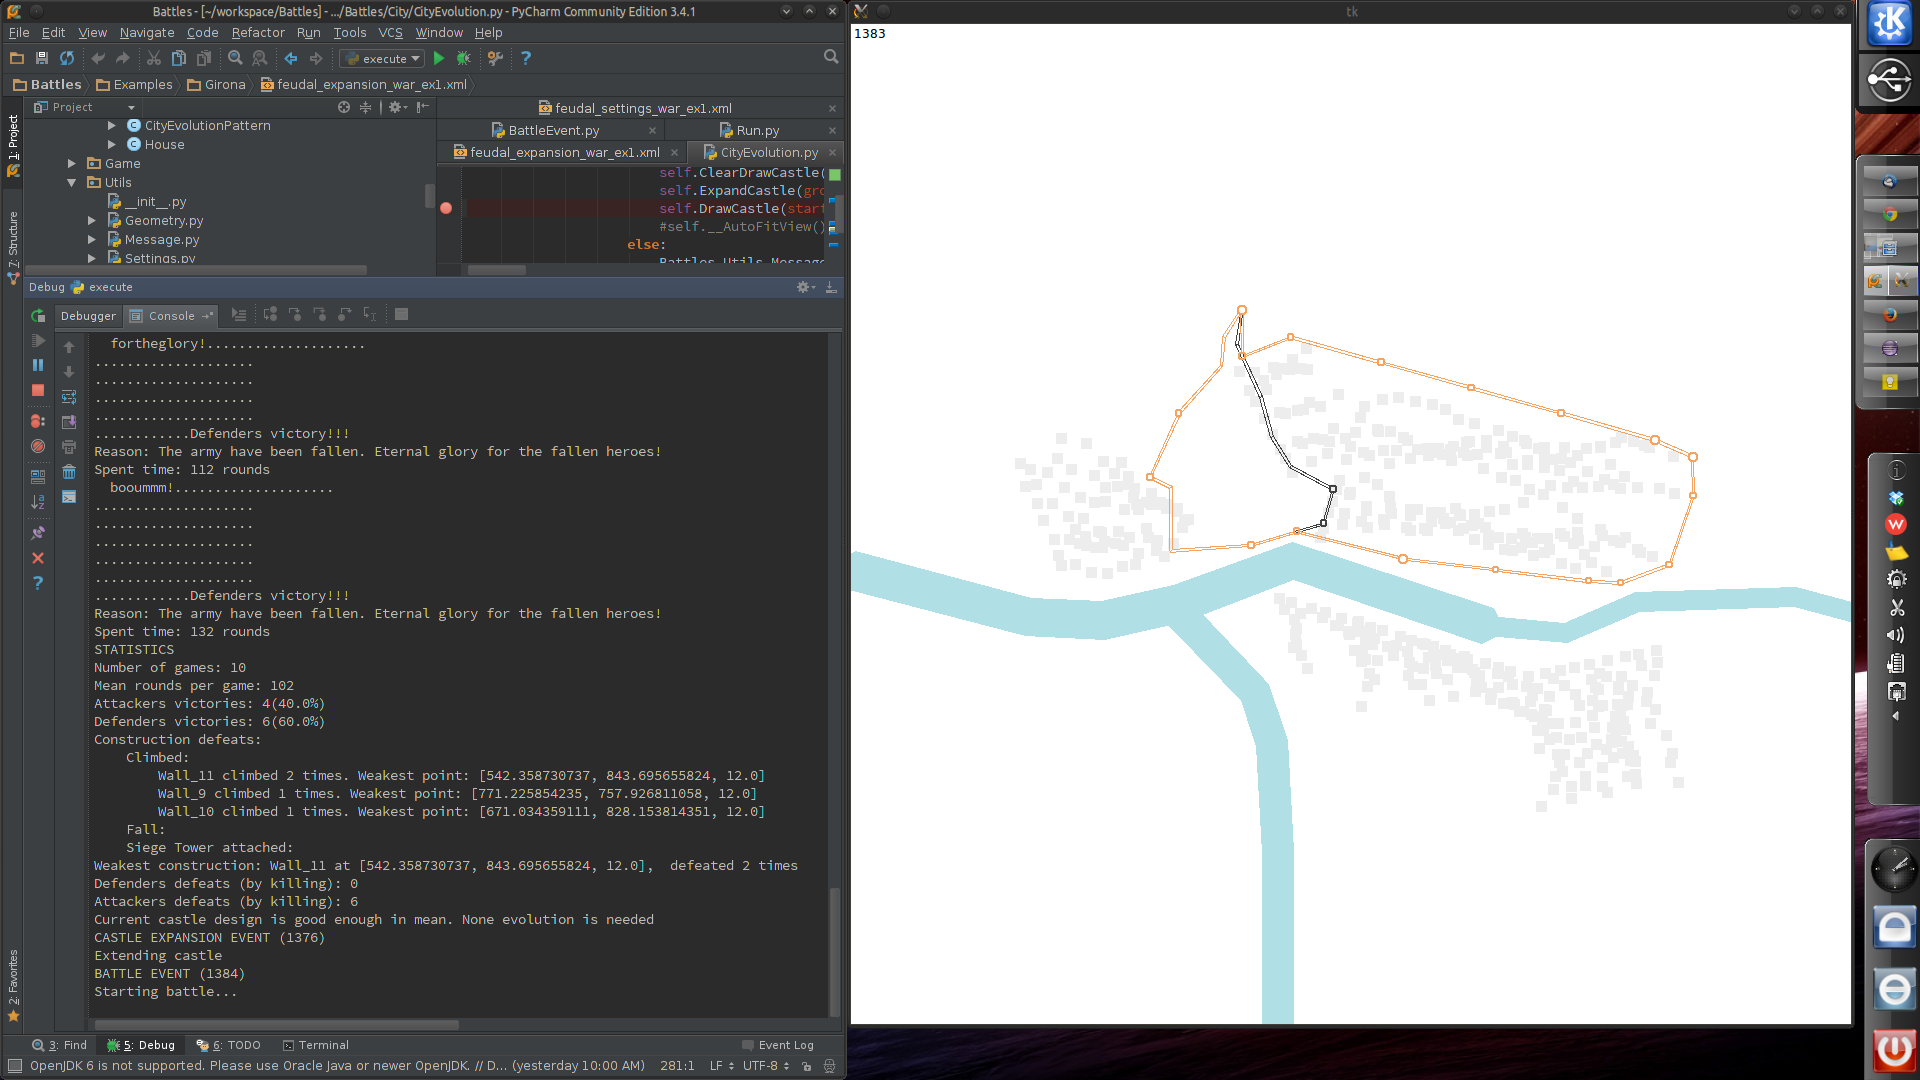 Battles - [~/workspace/Battles] - .../Battles/City/CityEvolution.py - PyCharm Community Edition 3.4.1
File Edit View Navigate Code Refactor Run Tools VCS Window Help
execute
Battles Examples Girona feudal_expansion_war_ex1.xml
Project
CityEvolutionPattern
House
Game
Utils
__init__.py
Geometry.py
Message.py
Settings.py
feudal_settings_war_ex1.xml
BattleEvent.py Run.py
feudal_expansion_war_ex1.xml CityEvolution.py
self.ClearDrawCastle(
self.ExpandCastle(gro
self.DrawCastle(start
#self.__AutoFitView()
else:
Battles.Utils.Message
1: Project
7: Structure
2: Favorites
Debug execute
Debugger Console
fortheglory!....................
....................
....................
....................
....................
............Defenders victory!!!
Reason: The army have been fallen. Eternal glory for the fallen heroes!
Spent time: 112 rounds
booummm!....................
....................
....................
....................
....................
....................
............Defenders victory!!!
Reason: The army have been fallen. Eternal glory for the fallen heroes!
Spent time: 132 rounds
STATISTICS
Number of games: 10
Mean rounds per game: 102
Attackers victories: 4(40.0%)
Defenders victories: 6(60.0%)
Construction defeats:
Climbed:
Wall_11 climbed 2 times. Weakest point: [542.358730737, 843.695655824, 12.0]
Wall_9 climbed 1 times. Weakest point: [771.225854235, 757.926811058, 12.0]
Wall_10 climbed 1 times. Weakest point: [671.034359111, 828.153814351, 12.0]
Fall:
Siege Tower attached:
Weakest construction: Wall_11 at [542.358730737, 843.695655824, 12.0],  defeated 2 times
Defenders defeats (by killing): 0
Attackers defeats (by killing): 6
Current castle design is good enough in mean. None evolution is needed
CASTLE EXPANSION EVENT (1376)
Extending castle
BATTLE EVENT (1384)
Starting battle...
3: Find 5: Debug 6: TODO Terminal Event Log
OpenJDK 6 is not supported. Please use Oracle Java or newer OpenJDK. // D... (yesterday 10:00 AM) 281:1 LF UTF-8
tk
1383